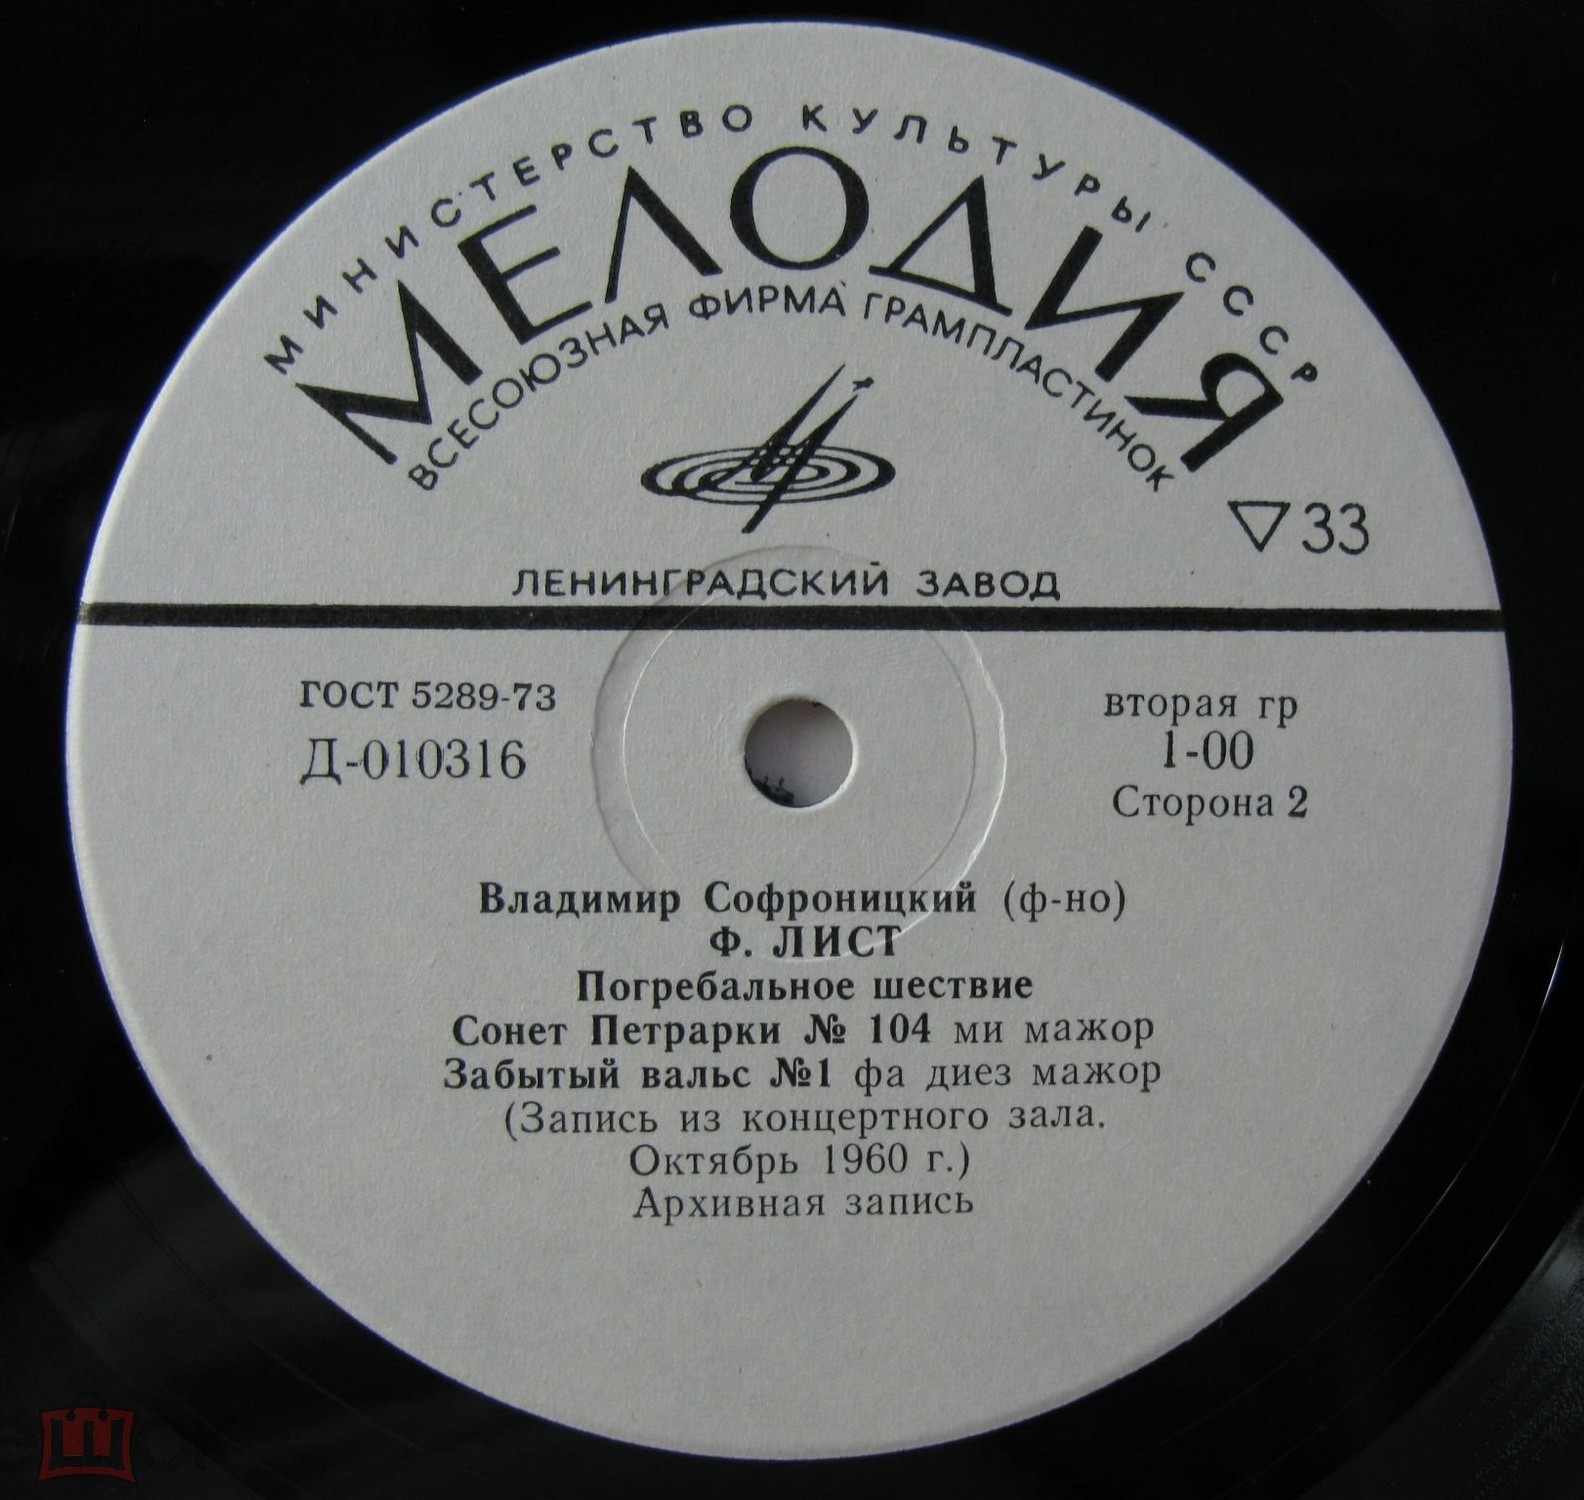 МИНИСТЕРСТВО КУЛЬТУРЫ СССР
МЕЛОДИЯ
ВСЕСОЮЗНАЯ ФИРМА ГРАМПЛАСТИНОК
33
ЛЕНИНГРАДСКИЙ ЗАВОД
ГОСТ 5289-73
Д-010316
вторая гр
1-00
Сторона 2
Владимир Софроницкий (ф-но)
Ф. ЛИСТ
Погребальное шествие
Сонет Петрарки № 104 ми мажор
Забытый вальс №1 фа диез мажор
(Запись из концертного зала.
Октябрь 1960 г.)
Архивная запись